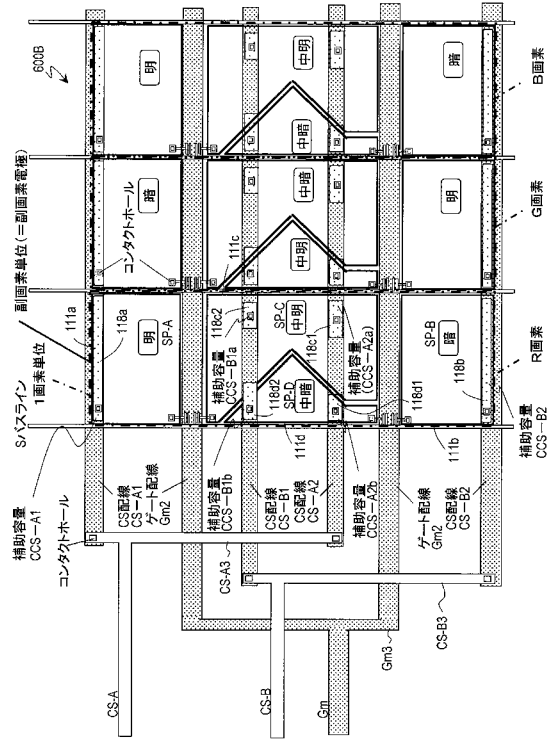 600B
Sバスライン
1画素単位
副画素単位(=副画素電極)
111a
118a
コンタクトホール
補助容量
CCS-A1
コンタクトホール
明
SP-A
暗
明
CS配線
CS-A1
ゲート配線
Gm2
補助容量
CCS-B1b
補助容量
CCS-B1a
118c2
111c
SP-C
中明
118d2
SP-D
中暗
中明
中暗
中暗
中明
111d
CS配線
CS-B1
CS配線
CS-A2
118c1
補助容量
(CCS-A2a)
118d1
補助容量
CCS-A2b
ゲート配線
Gm2
SP-B
暗
明
暗
118b
111b
CS配線
CS-B2
補助容量
CCS-B2
R画素
G画素
B画素
CS-A
CS-A3
CS-B
CS-B3
Gm
Gm3